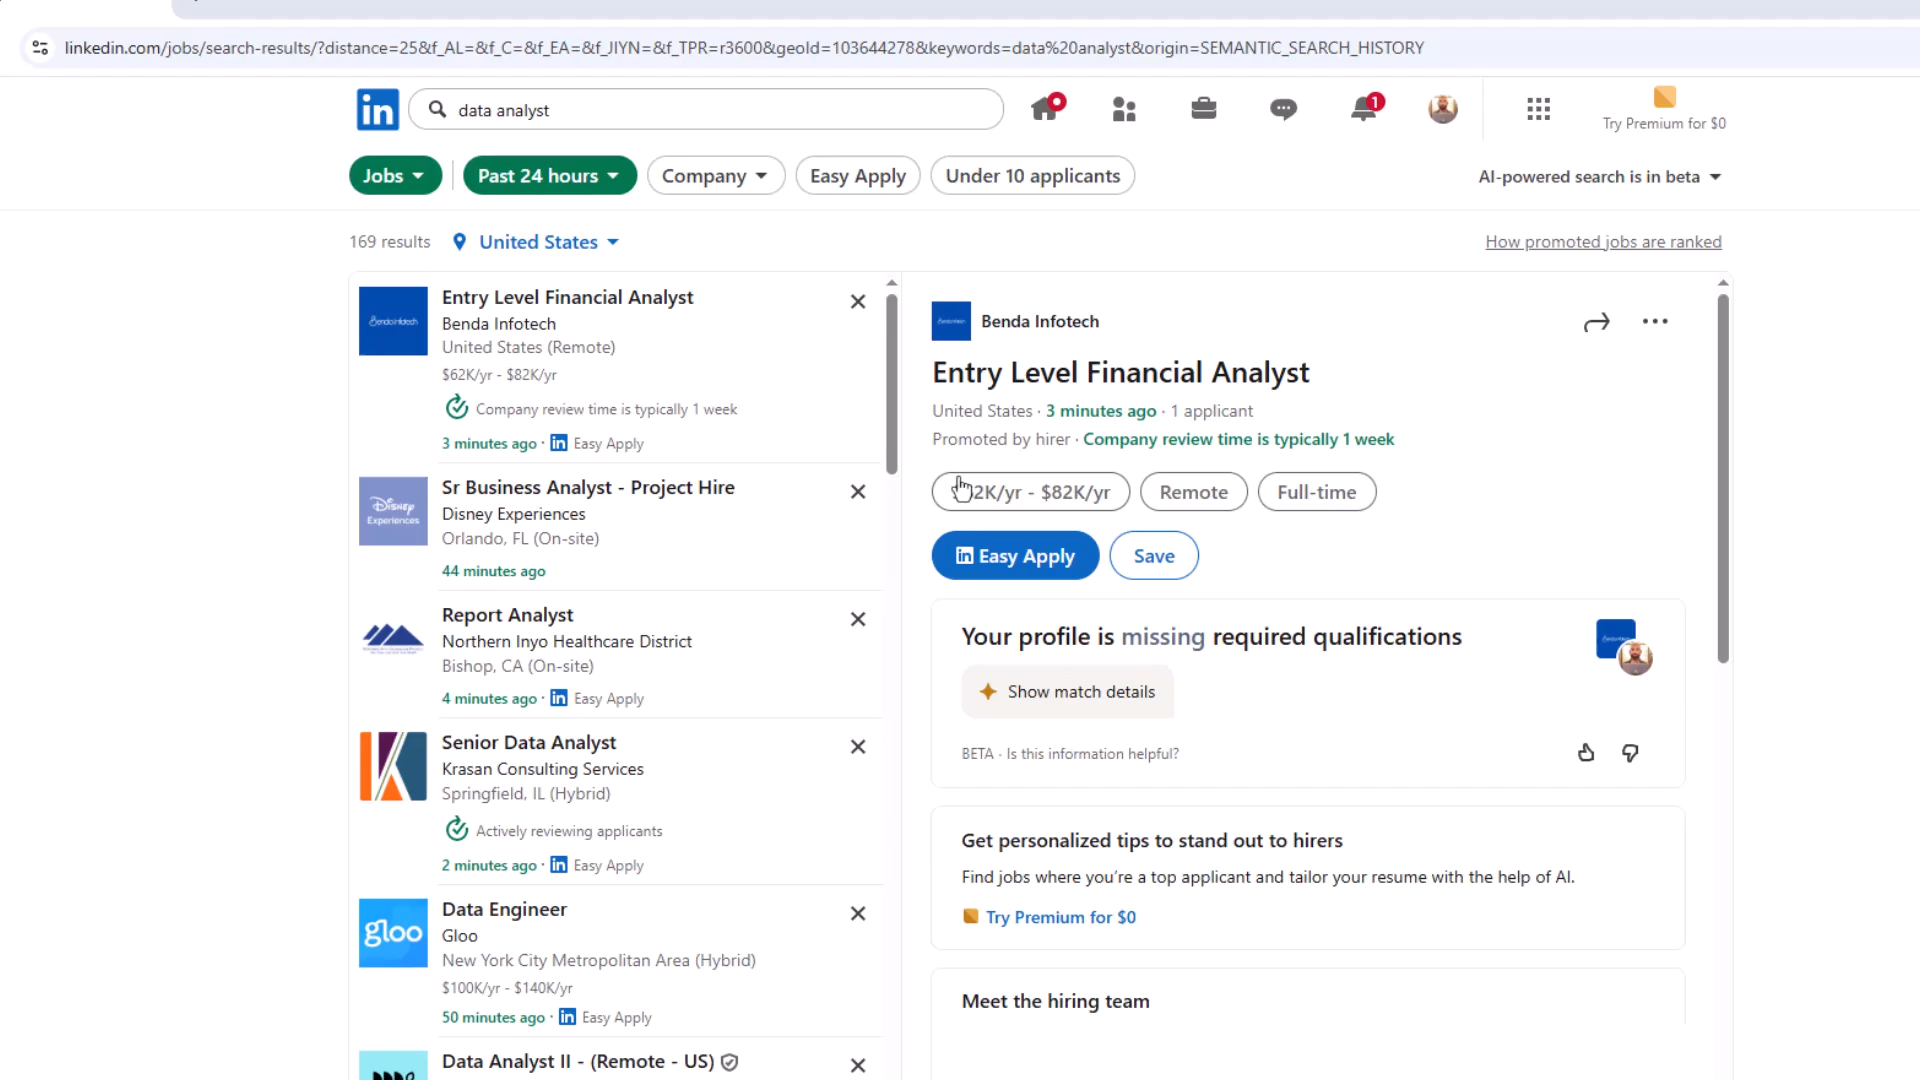 linkedin.com/jobs/search-results/?distance=25&f_AL=&f_C=&f_EA=&f_JIYN=&f_TPR=r3600&geoId=103644278&keywords=data%20analyst&origin=SEMANTIC_SEARCH_HISTORY
in
data analyst
1
Try Premium for $0
Jobs
Past 24 hours
Company
Easy Apply
Under 10 applicants
AI-powered search is in beta
169 results
United States
How promoted jobs are ranked
Entry Level Financial Analyst
Benda Infotech
United States (Remote)
$62K/yr - $82K/yr
Company review time is typically 1 week
3 minutes ago · in Easy Apply
Disney
Experiences
Sr Business Analyst - Project Hire
Disney Experiences
Orlando, FL (On-site)
44 minutes ago
Report Analyst
Northern Inyo Healthcare District
Bishop, CA (On-site)
4 minutes ago · in Easy Apply
K
Senior Data Analyst
Krasan Consulting Services
Springfield, IL (Hybrid)
Actively reviewing applicants
2 minutes ago · in Easy Apply
gloo
Data Engineer
Gloo
New York City Metropolitan Area (Hybrid)
$100K/yr - $140K/yr
50 minutes ago · in Easy Apply
Data Analyst II - (Remote - US)
Benda Infotech
Entry Level Financial Analyst
United States · 3 minutes ago · 1 applicant
Promoted by hirer · Company review time is typically 1 week
2K/yr - $82K/yr
Remote
Full-time
in Easy Apply
Save
Your profile is missing required qualifications
Show match details
BETA · Is this information helpful?
Get personalized tips to stand out to hirers
Find jobs where you're a top applicant and tailor your resume with the help of AI.
Try Premium for $0
Meet the hiring team